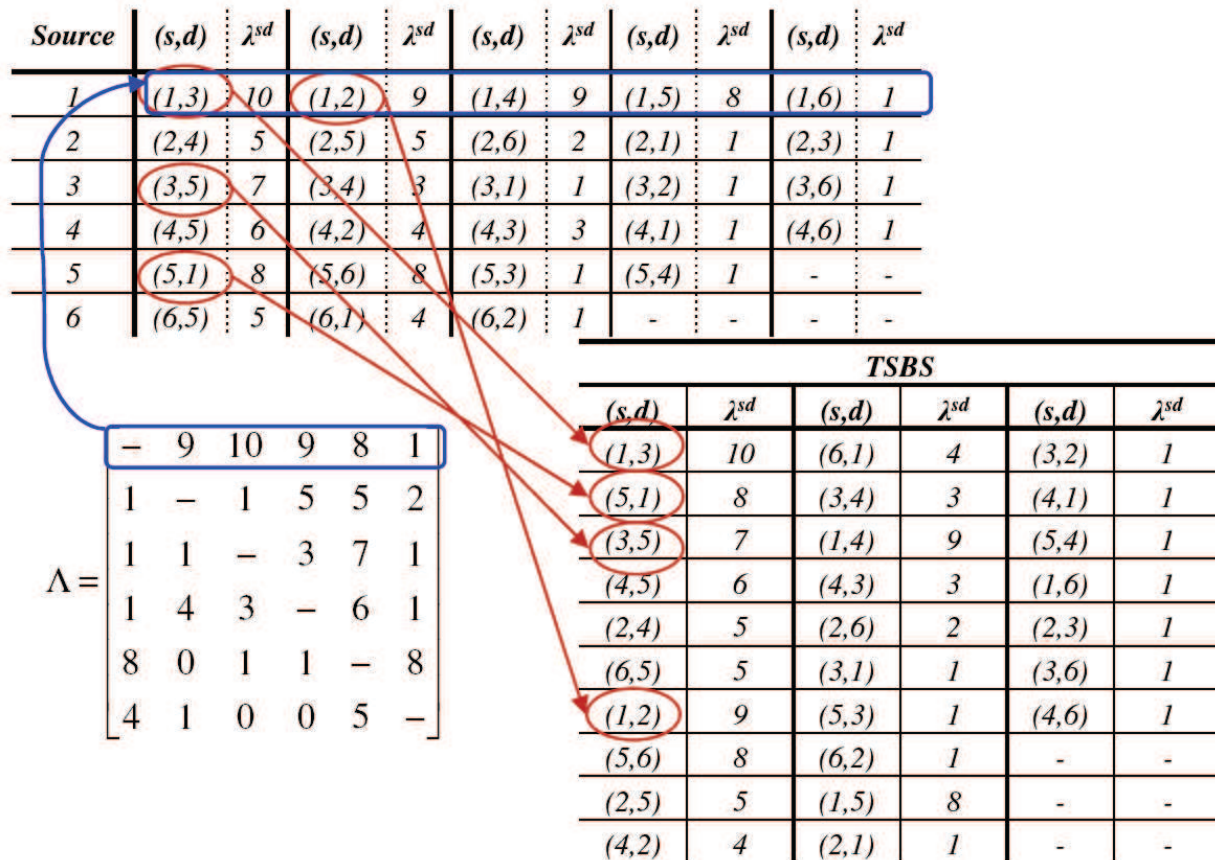 Source (s,d) λ^sd (s,d) λ^sd (s,d) λ^sd (s,d) λ^sd (s,d) λ^sd
1 (1,3) 10 (1,2) 9 (1,4) 9 (1,5) 8 (1,6) 1
2 (2,4) 5 (2,5) 5 (2,6) 2 (2,1) 1 (2,3) 1
3 (3,5) 7 (3,4) 3 (3,1) 1 (3,2) 1 (3,6) 1
4 (4,5) 6 (4,2) 4 (4,3) 3 (4,1) 1 (4,6) 1
5 (5,1) 8 (5,6) 8 (5,3) 1 (5,4) 1 - -
6 (6,5) 5 (6,1) 4 (6,2) 1 - - - -
Λ =
– 9 10 9 8 1
1 – 1 5 5 2
1 1 – 3 7 1
1 4 3 – 6 1
8 0 1 1 – 8
4 1 0 0 5 –
TSBS
(s,d) λ^sd (s,d) λ^sd (s,d) λ^sd
(1,3) 10 (6,1) 4 (3,2) 1
(5,1) 8 (3,4) 3 (4,1) 1
(3,5) 7 (1,4) 9 (5,4) 1
(4,5) 6 (4,3) 3 (1,6) 1
(2,4) 5 (2,6) 2 (2,3) 1
(6,5) 5 (3,1) 1 (3,6) 1
(1,2) 9 (5,3) 1 (4,6) 1
(5,6) 8 (6,2) 1 - -
(2,5) 5 (1,5) 8 - -
(4,2) 4 (2,1) 1 - -